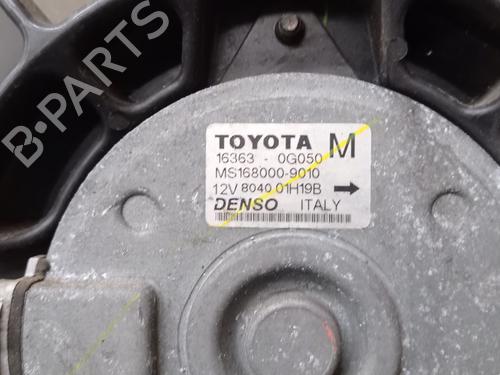 TOYOTA M
16363 - 0G050
MS168000-9010
12V 8040 01H19B →
DENSO ITALY
B-PARTS